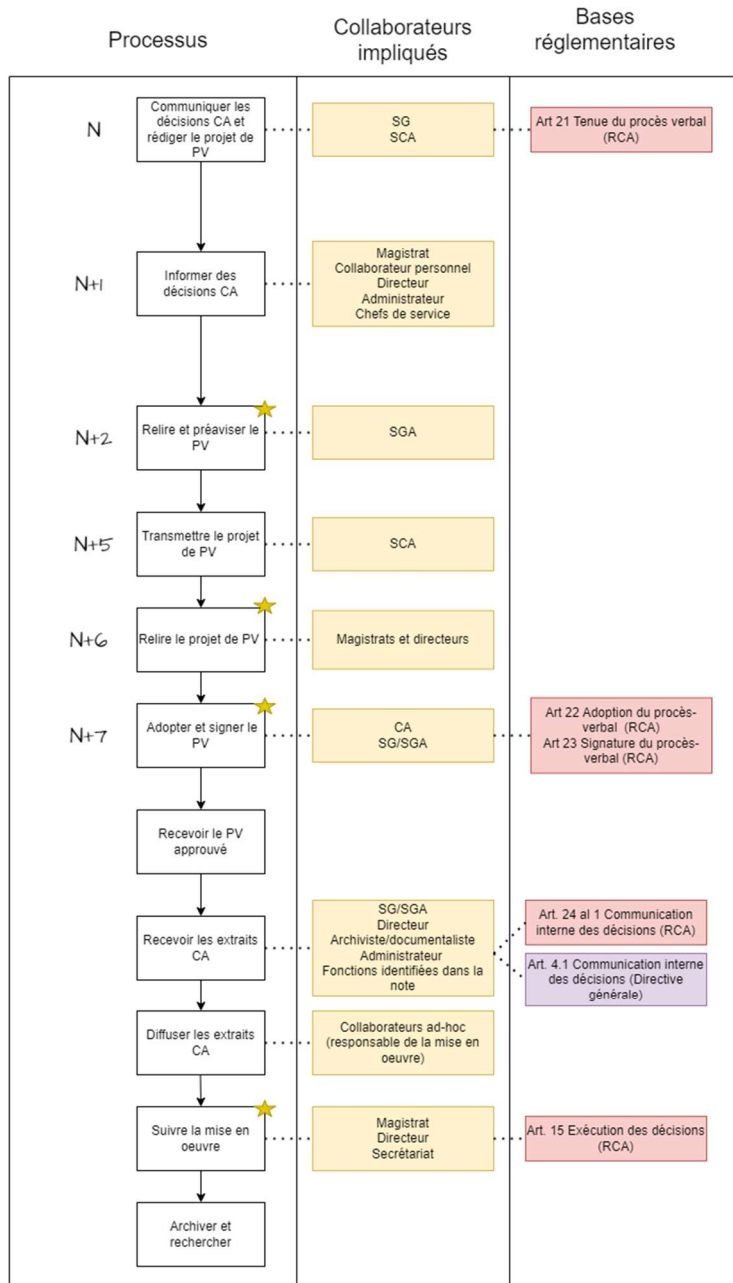 Processus
Collaborateurs
impliqués
Bases
réglementaires
N
Communiquer les
décisions CA et
rédiger le projet de
PV
SG
SCA
Art 21 Tenue du procès verbal
(RCA)
N+1
Informer des
décisions CA
Magistrat
Collaborateur personnel
Directeur
Administrateur
Chefs de service
N+2
Relire et préaviser le
PV
SGA
N+5
Transmettre le projet
de PV
SCA
N+6
Relire le projet de PV
Magistrats et directeurs
N+7
Adopter et signer le
PV
CA
SG/SGA
Art 22 Adoption du procès-
verbal (RCA)
Art 23 Signature du procès-
verbal (RCA)
Recevoir le PV
approuvé
Recevoir les extraits
CA
SG/SGA
Directeur
Archiviste/documentaliste
Administrateur
Fonctions identifiées dans la
note
Art. 24 al 1 Communication
interne des décisions (RCA)
Art. 4.1 Communication interne
des décisions (Directive
générale)
Diffuser les extraits
CA
Collaborateurs ad-hoc
(responsable de la mise en
oeuvre)
Suivre la mise en
oeuvre
Magistrat
Directeur
Secrétariat
Art. 15 Exécution des décisions
(RCA)
Archiver et
rechercher